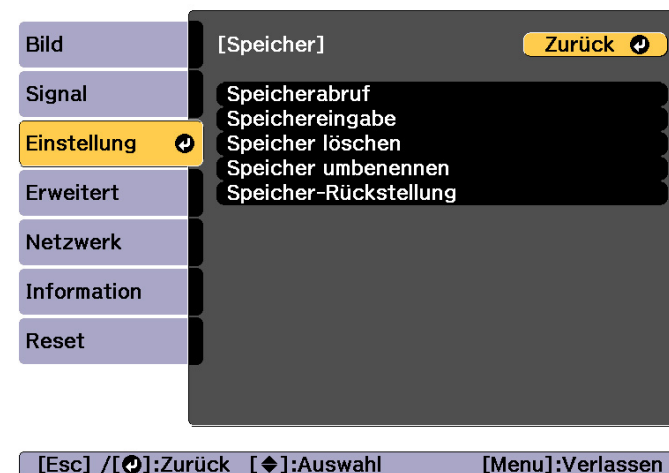 Bild
Signal
Einstellung
Erweitert
Netzwerk
Information
Reset
[Speicher]
Zurück
Speicherabruf
Speichereingabe
Speicher löschen
Speicher umbenennen
Speicher-Rückstellung
[Esc] /[⏎]:Zurück [◆]:Auswahl [Menu]:Verlassen